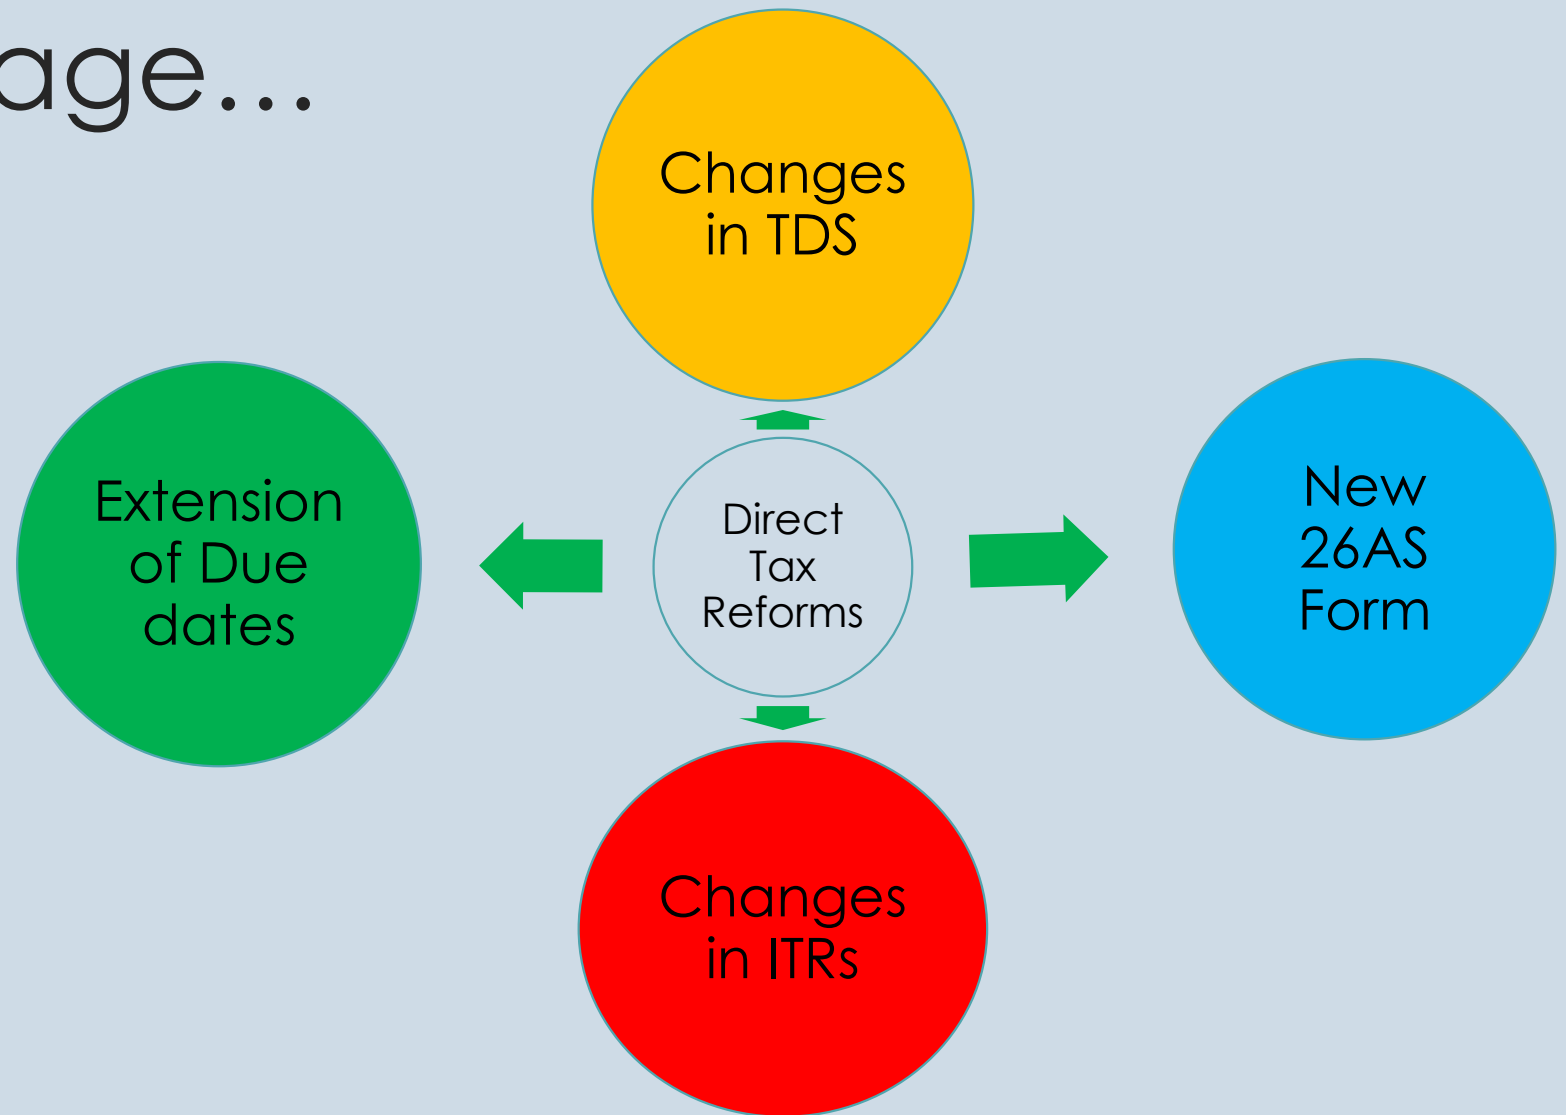 age...
Changes
in TDS
Extension
of Due
dates
Direct
Tax
Reforms
New
26AS
Form
Changes
in ITRs